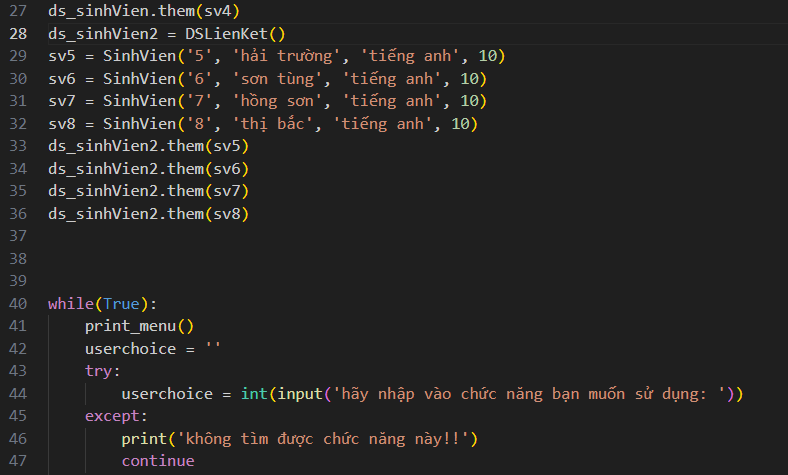 27 ds_sinhVien.them(sv4)
28 ds_sinhVien2 = DSLienKet()
29 sv5 = SinhVien('5', 'hải trường', 'tiếng anh', 10)
30 sv6 = SinhVien('6', 'sơn tùng', 'tiếng anh', 10)
31 sv7 = SinhVien('7', 'hồng sơn', 'tiếng anh', 10)
32 sv8 = SinhVien('8', 'thị bắc', 'tiếng anh', 10)
33 ds_sinhVien2.them(sv5)
34 ds_sinhVien2.them(sv6)
35 ds_sinhVien2.them(sv7)
36 ds_sinhVien2.them(sv8)
37
38
39
40 while(True):
41     print_menu()
42     userchoice = ''
43     try:
44         userchoice = int(input('hãy nhập vào chức năng bạn muốn sử dụng: '))
45     except:
46         print('không tìm được chức năng này!!')
47         continue